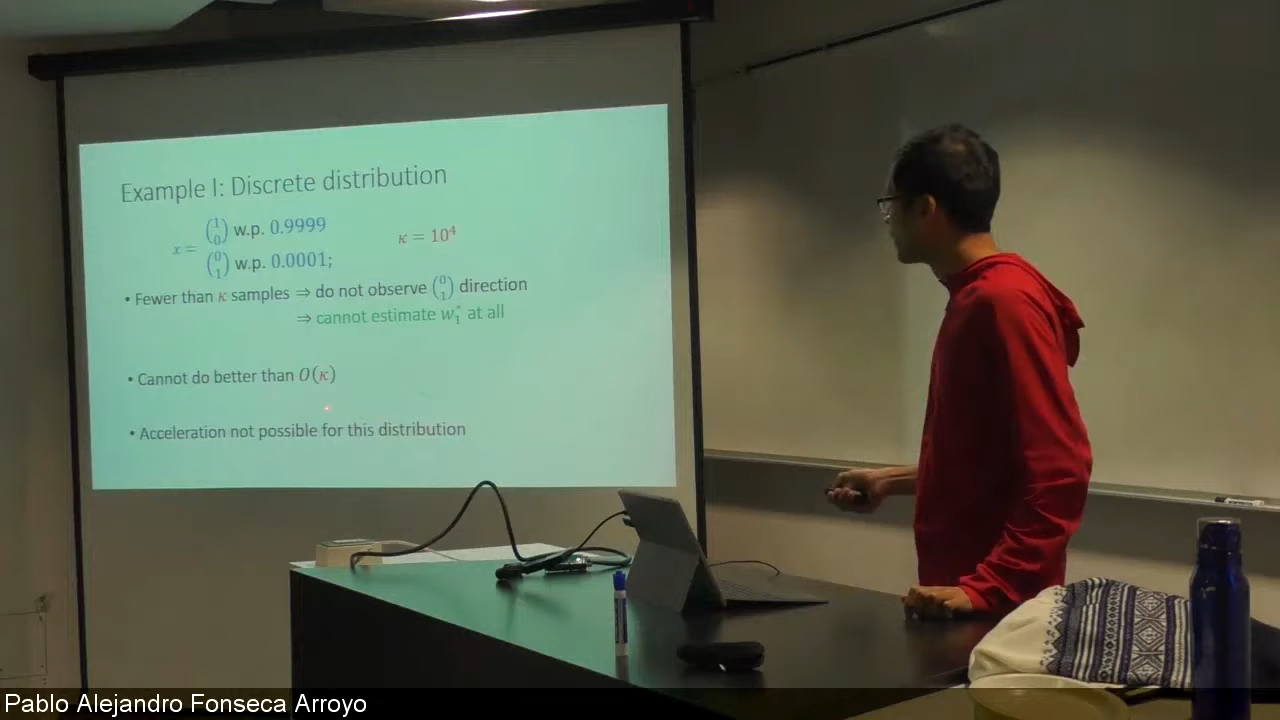 Example I: Discrete distribution
x = (1 0) w.p. 0.9999
(0 1) w.p. 0.0001;
κ = 10⁴
• Fewer than κ samples ⇒ do not observe (0 1) direction
⇒ cannot estimate w₁* at all
• Cannot do better than O(κ)
• Acceleration not possible for this distribution
Pablo Alejandro Fonseca Arroyo